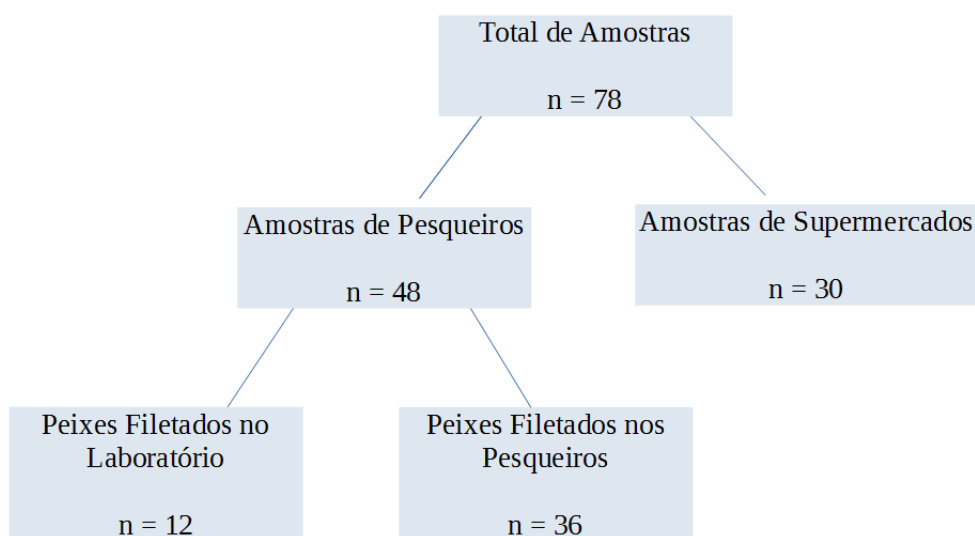 Total de Amostras
n = 78
Amostras de Pesqueiros
n = 48
Amostras de Supermercados
n = 30
Peixes Filetados no
Laboratório
n = 12
Peixes Filetados nos
Pesqueiros
n = 36